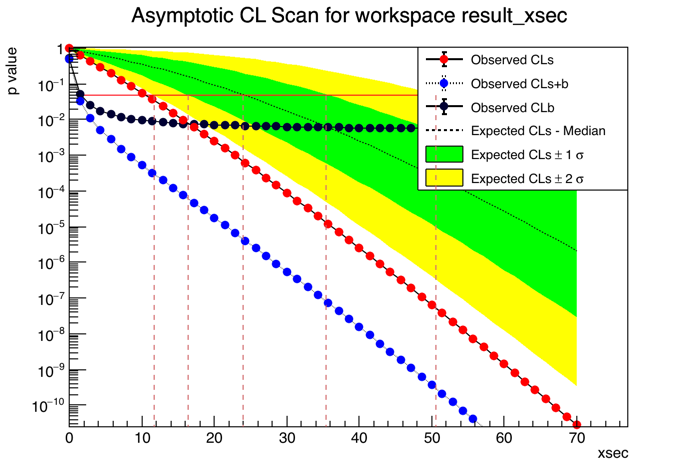 Asymptotic CL Scan for workspace result_xsec
p value
1
10⁻¹
10⁻²
10⁻³
10⁻⁴
10⁻⁵
10⁻⁶
10⁻⁷
10⁻⁸
10⁻⁹
10⁻¹⁰
Observed CLs
Observed CLs+b
Observed CLb
Expected CLs - Median
Expected CLs ± 1 σ
Expected CLs ± 2 σ
0 10 20 30 40 50 60 70
xsec